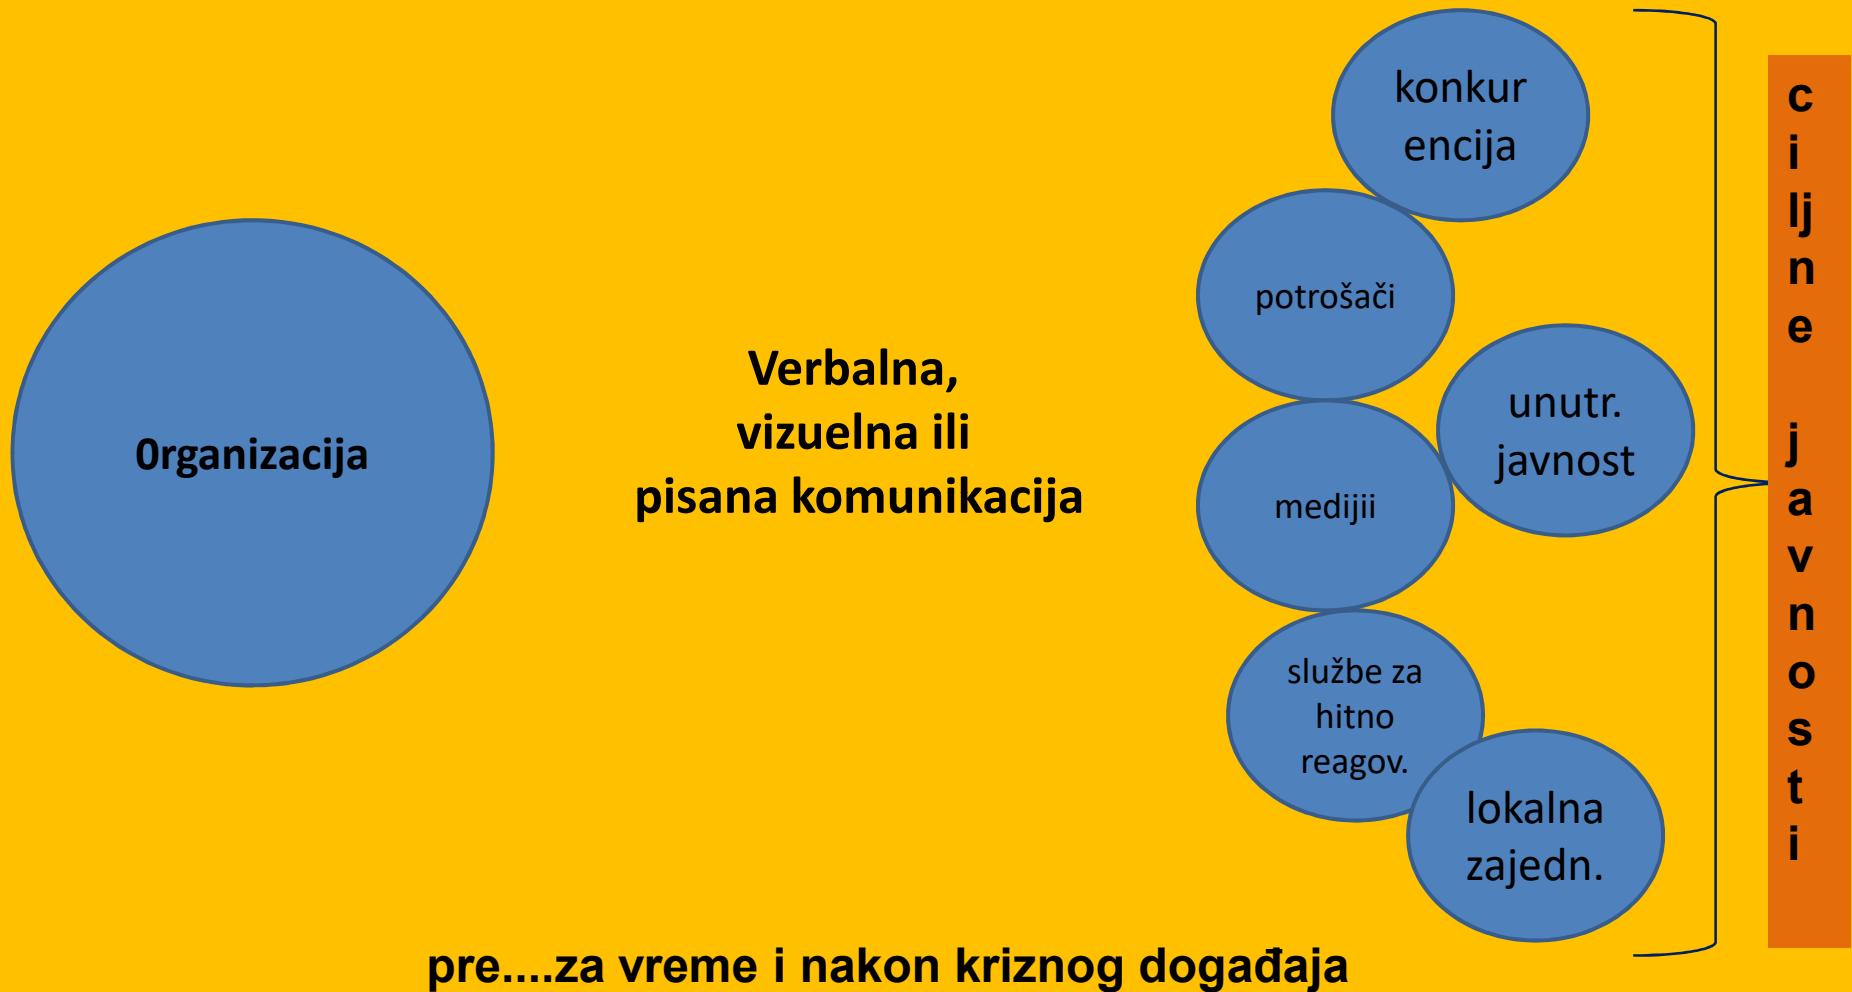 0rganizacija
Verbalna,
vizuelna ili
pisana komunikacija
konkur
encija
potrošači
unutr.
javnost
medijii
službe za
hitno
reagov.
lokalna
zajedn.
c
i
lj
n
e
j
a
v
n
o
s
t
i
pre....za vreme i nakon kriznog događaja